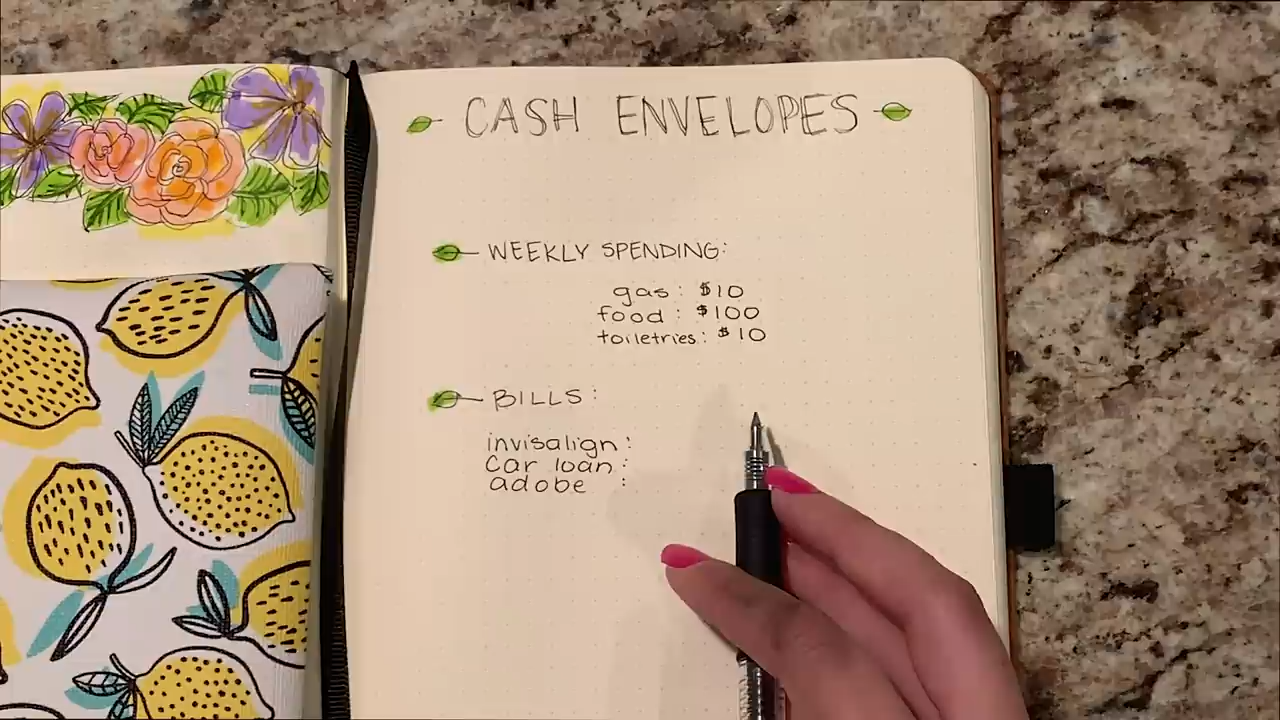 CASH ENVELOPES
WEEKLY SPENDING:
gas: $10
food: $100
toiletries: $10
BILLS:
invisalign:
car loan:
adobe :